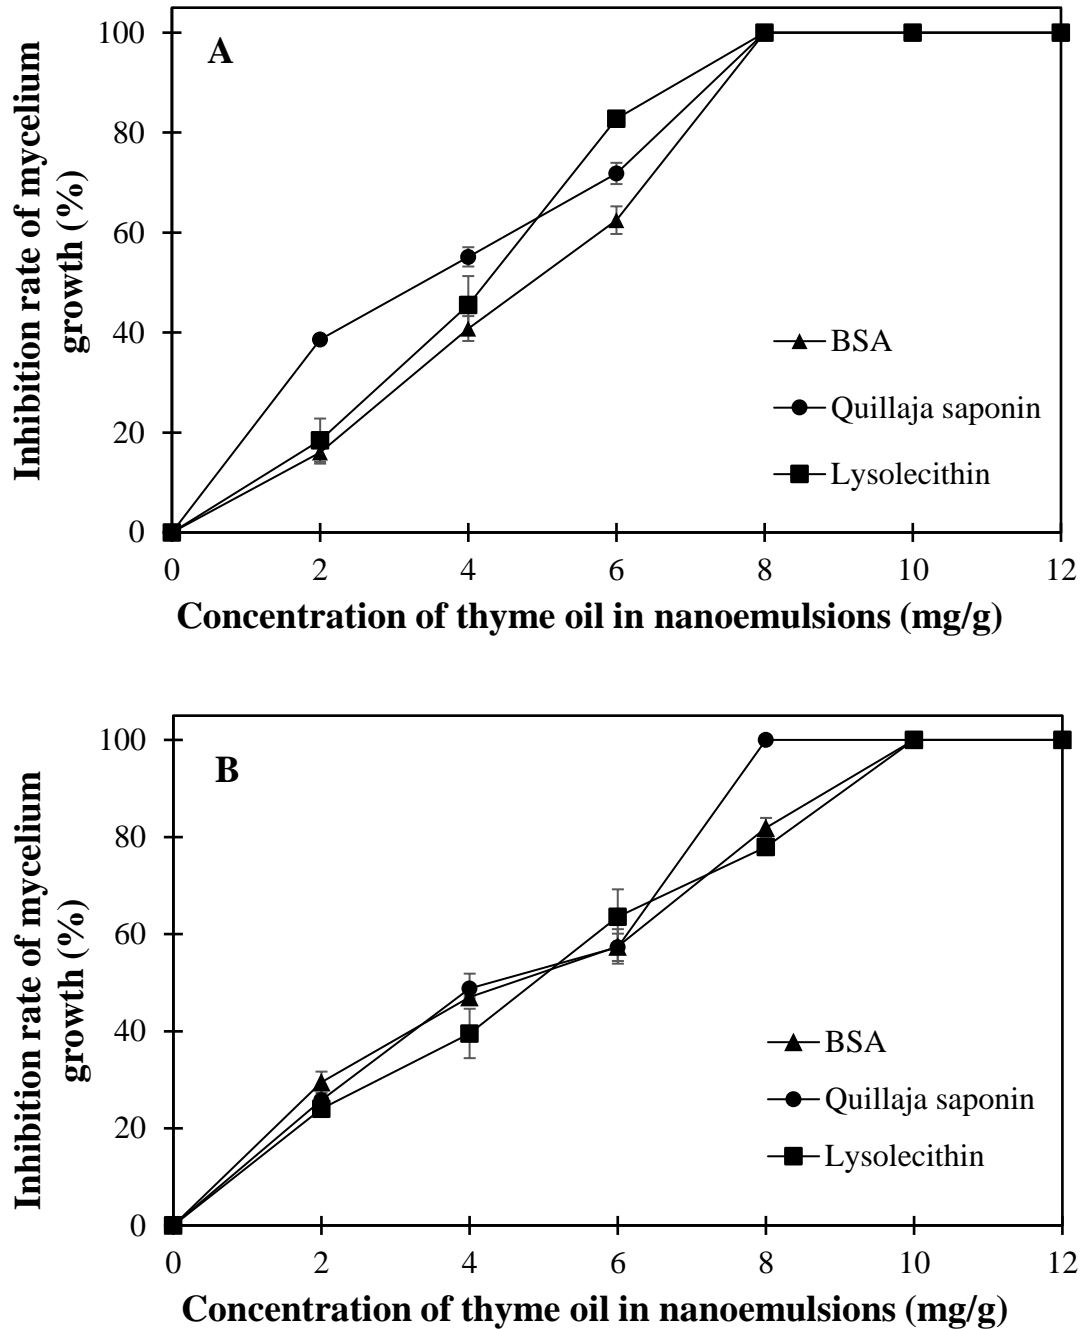 A
Inhibition rate of mycelium
growth (%)
100
80
60
40
20
0
BSA
Quillaja saponin
Lysolecithin
0 2 4 6 8 10 12
Concentration of thyme oil in nanoemulsions (mg/g)
B
Inhibition rate of mycelium
growth (%)
100
80
60
40
20
0
BSA
Quillaja saponin
Lysolecithin
0 2 4 6 8 10 12
Concentration of thyme oil in nanoemulsions (mg/g)